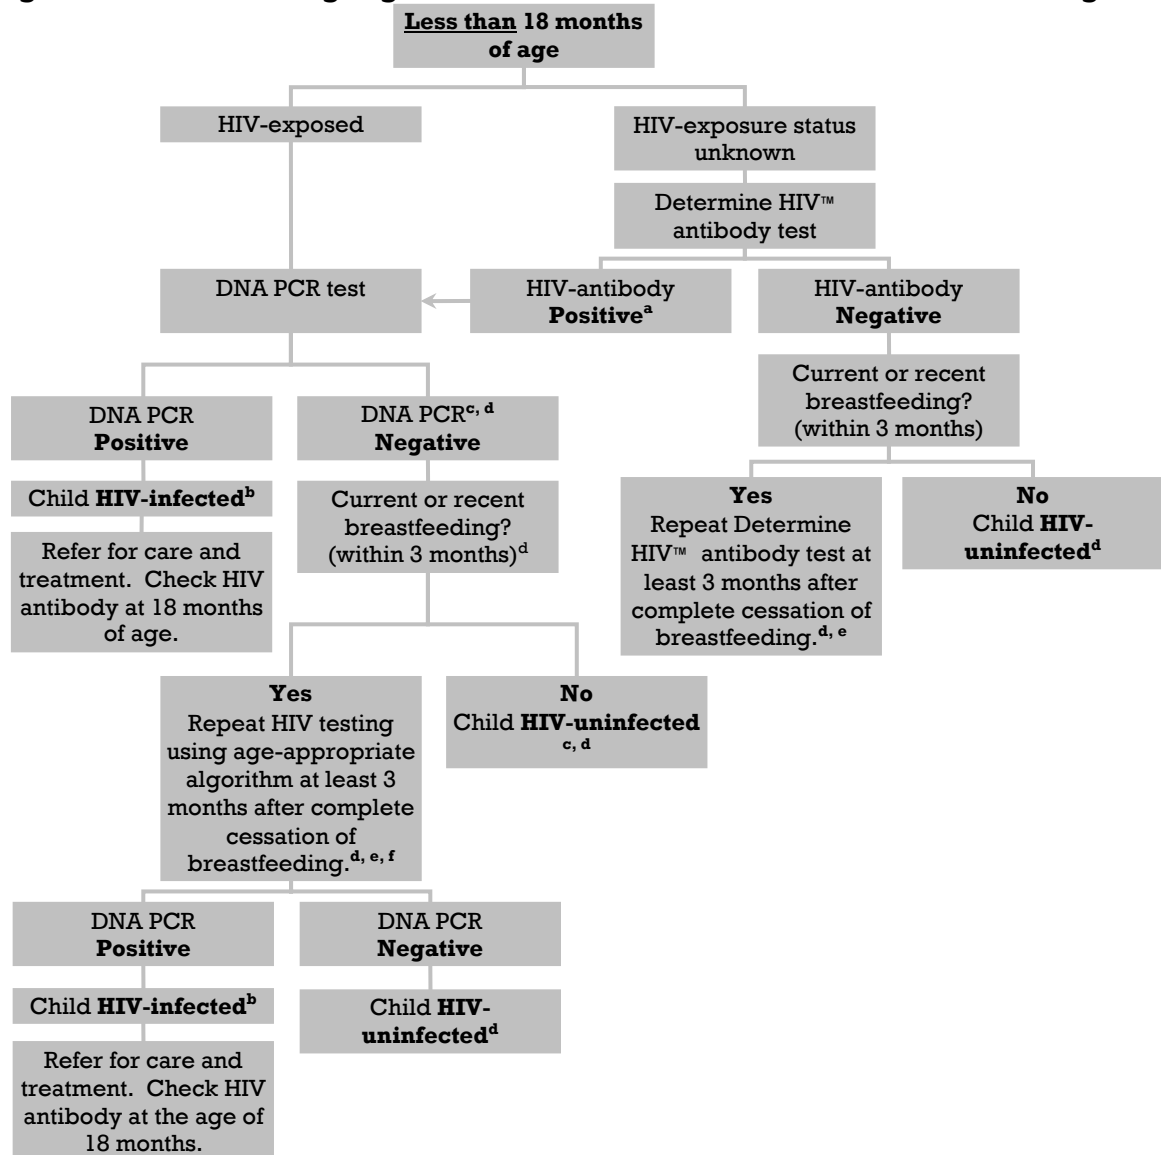 Less than 18 months
of age
HIV-exposed
HIV-exposure status
unknown
Determine HIV™
antibody test
DNA PCR test
HIV-antibody
Positiveᵃ
HIV-antibody
Negative
Current or recent
breastfeeding?
(within 3 months)
DNA PCR
Positive
DNA PCRᶜ, ᵈ
Negative
Child HIV-infectedᵇ
Current or recent
breastfeeding?
(within 3 months)ᵈ
Yes
Repeat Determine
HIV™ antibody test at
least 3 months after
complete cessation of
breastfeeding.ᵈ, ᵉ
No
Child HIV-
uninfectedᵈ
Refer for care and
treatment. Check HIV
antibody at 18 months
of age.
Yes
Repeat HIV testing
using age-appropriate
algorithm at least 3
months after complete
cessation of
breastfeeding.ᵈ, ᵉ, ᶠ
No
Child HIV-uninfected
ᶜ, ᵈ
DNA PCR
Positive
DNA PCR
Negative
Child HIV-infectedᵇ
Child HIV-
uninfectedᵈ
Refer for care and
treatment. Check HIV
antibody at the age of
18 months.